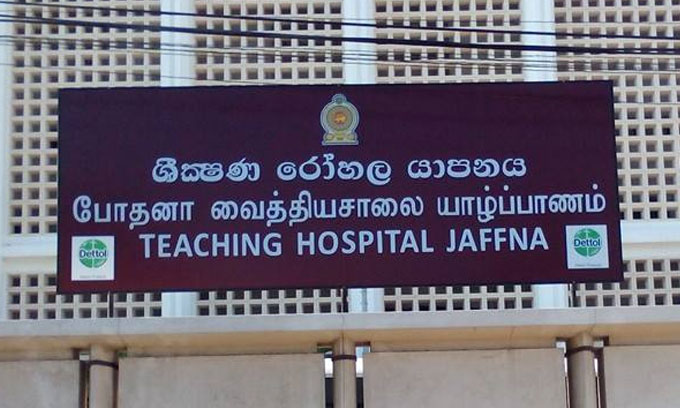 ශික්ෂණ රෝහල යාපනය
போதனா வைத்தியசாலை யாழ்ப்பாணம்
TEACHING HOSPITAL JAFFNA
Dettol
Dettol